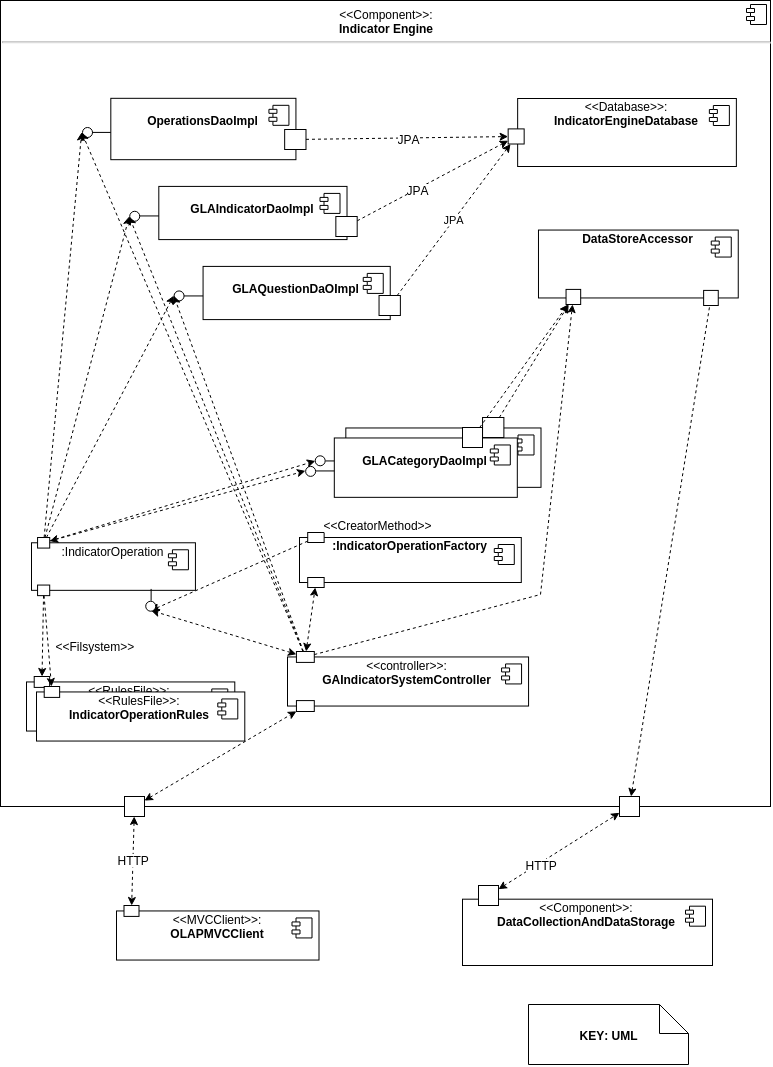 <<Component>>:
Indicator Engine
OperationsDaoImpl
<<Database>>:
IndicatorEngineDatabase
JPA
GLAIndicatorDaoImpl
JPA
JPA
DataStoreAccessor
GLAQuestionDaOImpl
GLACategoryDaoImpl
<<CreatorMethod>>
:IndicatorOperationFactory
:IndicatorOperation
<<Filsystem>>
<<controller>>:
GAIndicatorSystemController
<<RulesFile>>:
<<RulesFile>>:
IndicatorOperationRules
HTTP
HTTP
<<MVCClient>>:
OLAPMVCClient
<<Component>>:
DataCollectionAndDataStorage
KEY: UML